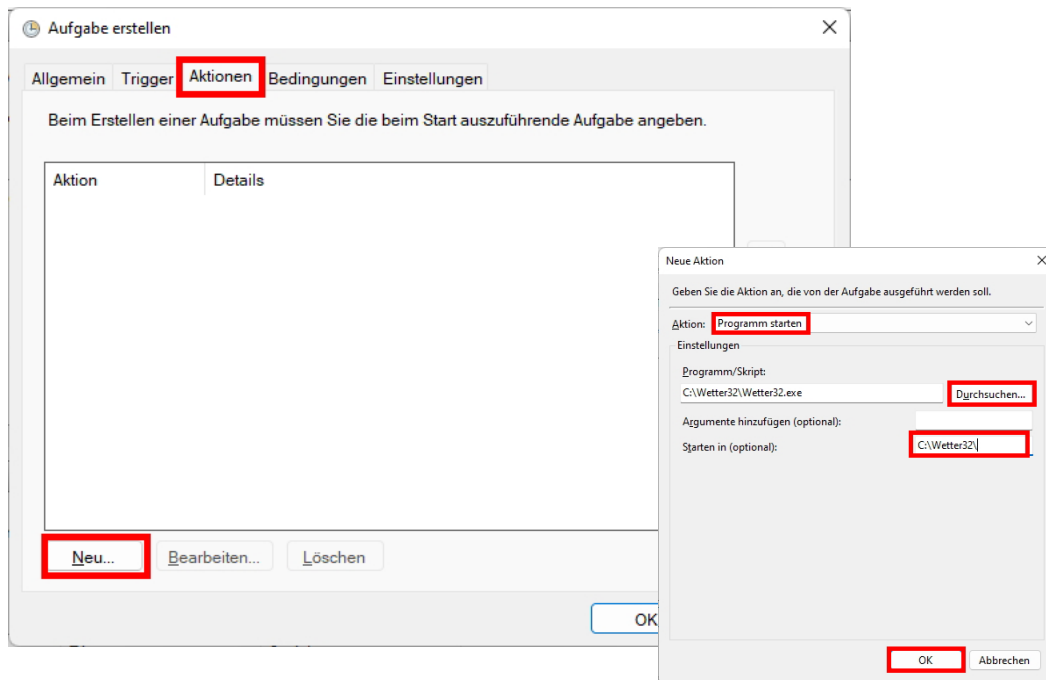 Aufgabe erstellen
Allgemein Trigger Aktionen Bedingungen Einstellungen
Beim Erstellen einer Aufgabe müssen Sie die beim Start auszuführende Aufgabe angeben.
Aktion Details
Neu... Bearbeiten... Löschen
OK
Neue Aktion
Geben Sie die Aktion an, die von der Aufgabe ausgeführt werden soll.
Aktion: Programm starten
Einstellungen
Programm/Skript:
C:\Wetter32\Wetter32.exe Durchsuchen...
Argumente hinzufügen (optional):
Starten in (optional): C:\Wetter32\
OK Abbrechen